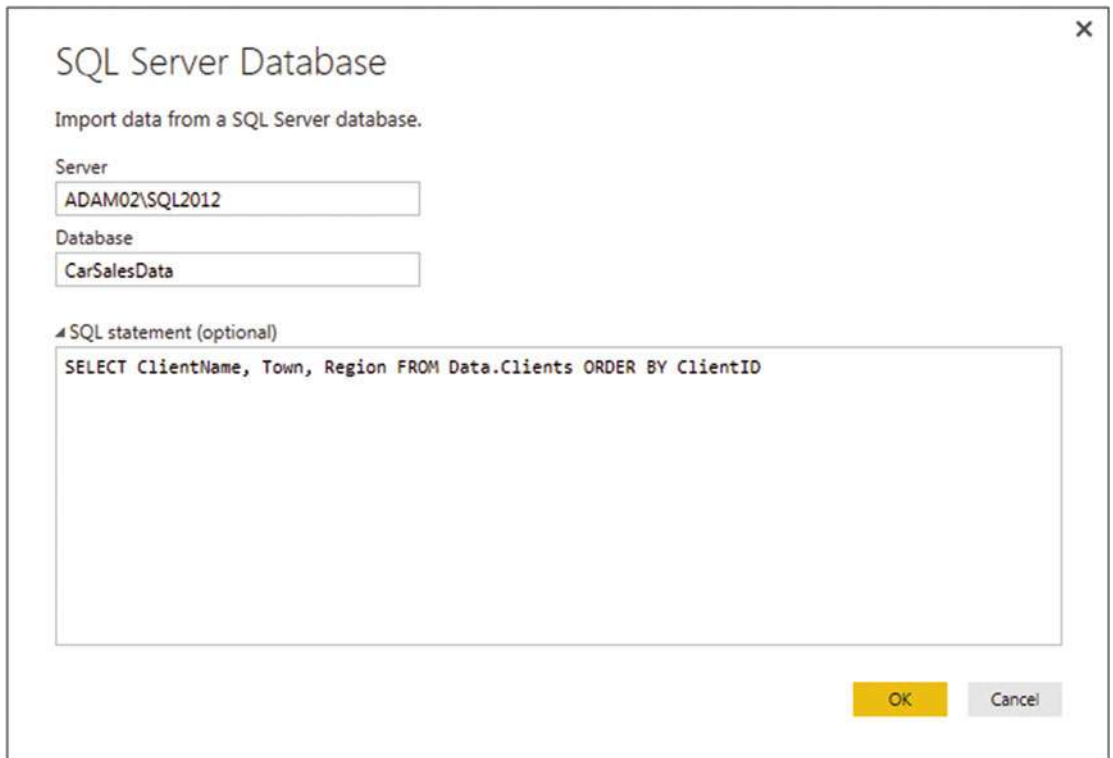 SQL Server Database
Import data from a SQL Server database.
Server
ADAM02\SQL2012
Database
CarSalesData
SQL statement (optional)
SELECT ClientName, Town, Region FROM Data.Clients ORDER BY ClientID
OK
Cancel